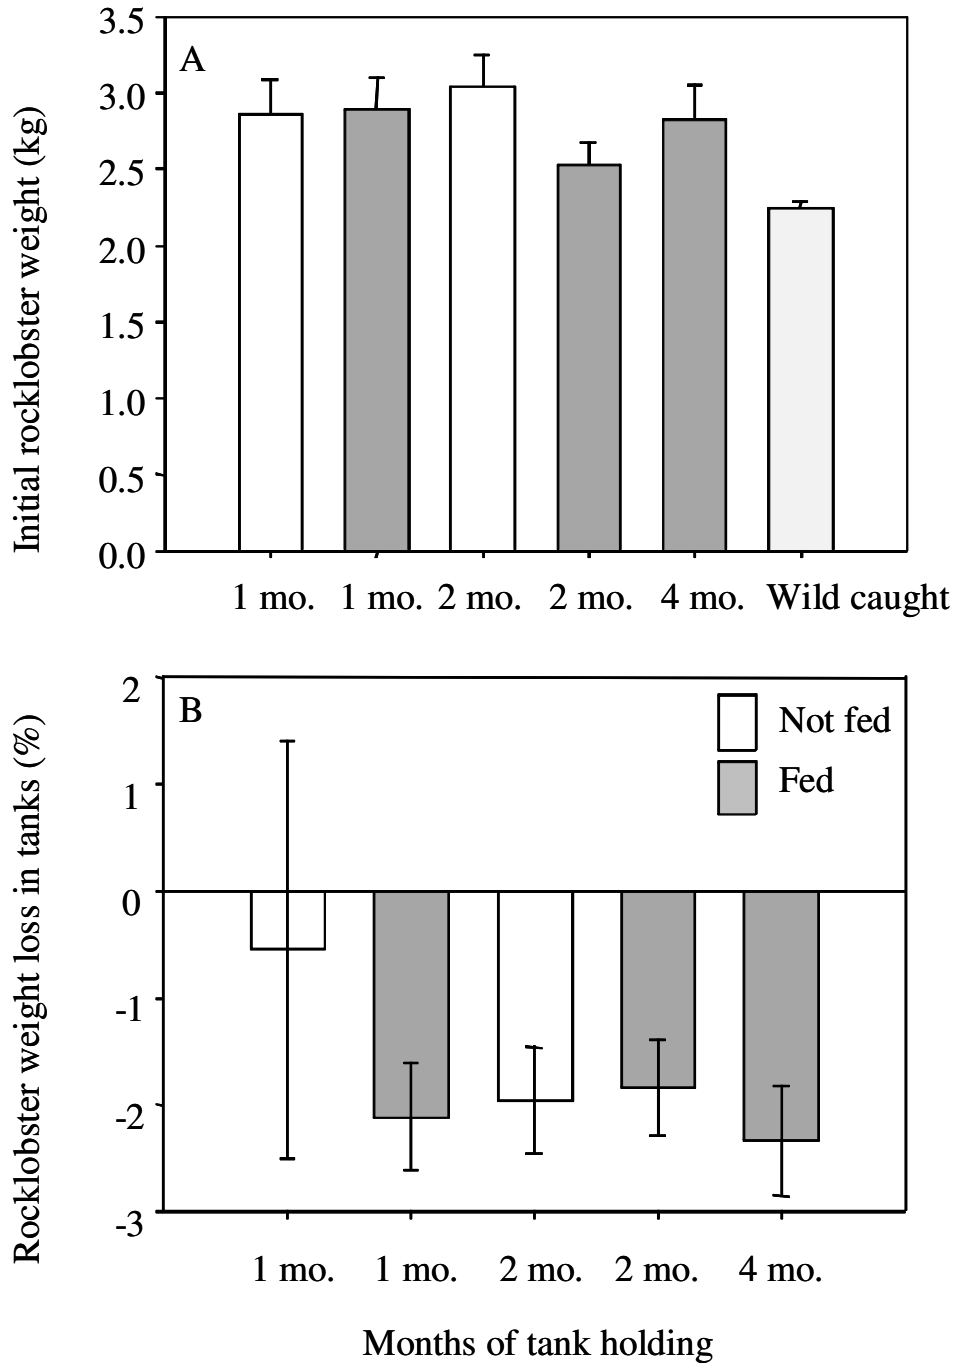 A
Initial rocklobster weight (kg)
3.5
3.0
2.5
2.0
1.5
1.0
0.5
0.0
1 mo. 1 mo. 2 mo. 2 mo. 4 mo. Wild caught
B
Rocklobster weight loss in tanks (%)
2
1
0
-1
-2
-3
Not fed
Fed
1 mo. 1 mo. 2 mo. 2 mo. 4 mo.
Months of tank holding